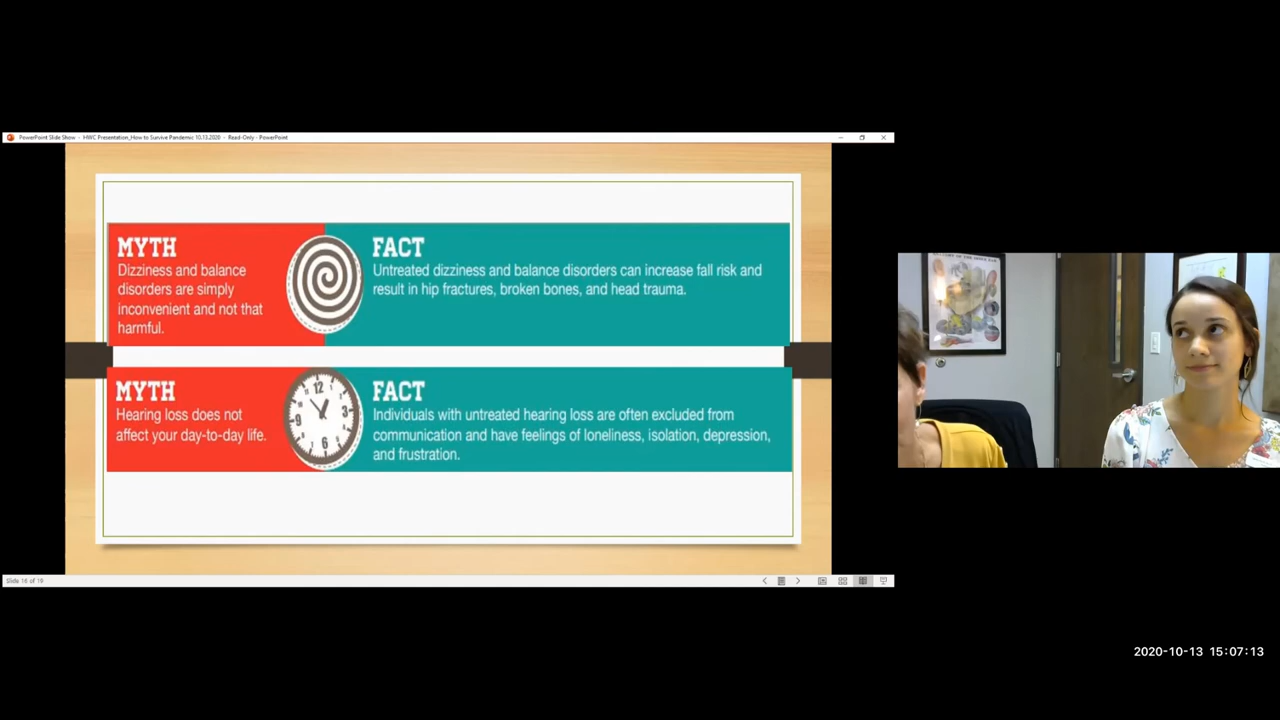 PowerPoint Slide Show - HWC Presentation_How to Survive Pandemic 10.13.2020 - Read-Only - PowerPoint
MYTH
Dizziness and balance
disorders are simply
inconvenient and not that
harmful.
FACT
Untreated dizziness and balance disorders can increase fall risk and
result in hip fractures, broken bones, and head trauma.
MYTH
Hearing loss does not
affect your day-to-day life.
12
3
6
9
FACT
Individuals with untreated hearing loss are often excluded from
communication and have feelings of loneliness, isolation, depression,
and frustration.
Slide 16 of 19
2020-10-13 15:07:13